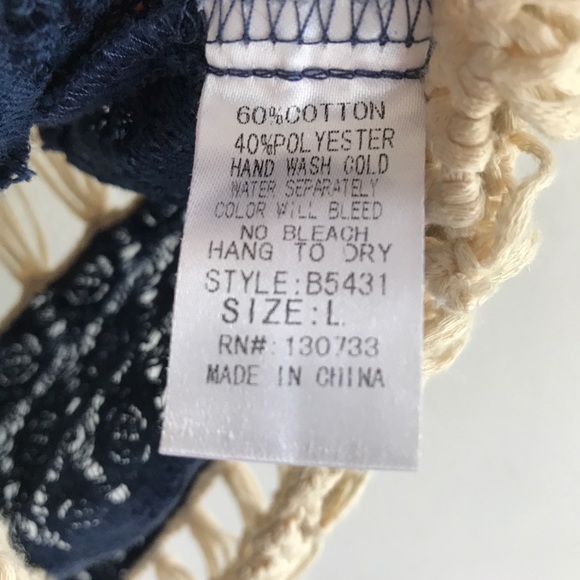 60%COTTON
40%POLYESTER
HAND WASH COLD
WATER SEPARATELY
COLOR WILL BLEED
NO BLEACH
HANG TO DRY
STYLE:B5431
SIZE:L
RN#:130733
MADE IN CHINA